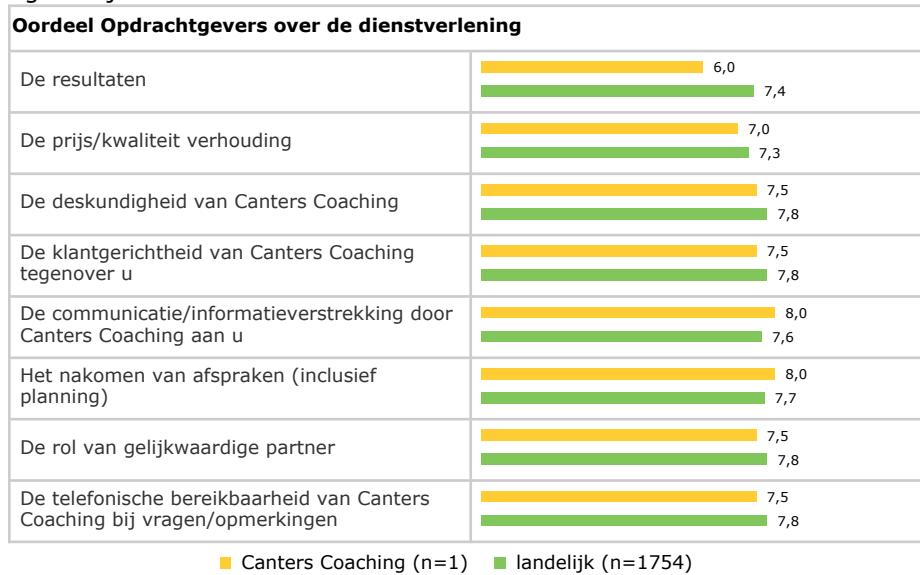 Oordeel Opdrachtgevers over de dienstverlening
De resultaten
6,0
7,4
De prijs/kwaliteit verhouding
7,0
7,3
De deskundigheid van Canters Coaching
7,5
7,8
De klantgerichtheid van Canters Coaching
tegenover u
7,5
7,8
De communicatie/informatieverstrekking door
Canters Coaching aan u
8,0
7,6
Het nakomen van afspraken (inclusief
planning)
8,0
7,7
De rol van gelijkwaardige partner
7,5
7,8
De telefonische bereikbaarheid van Canters
Coaching bij vragen/opmerkingen
7,5
7,8
Canters Coaching (n=1) landelijk (n=1754)